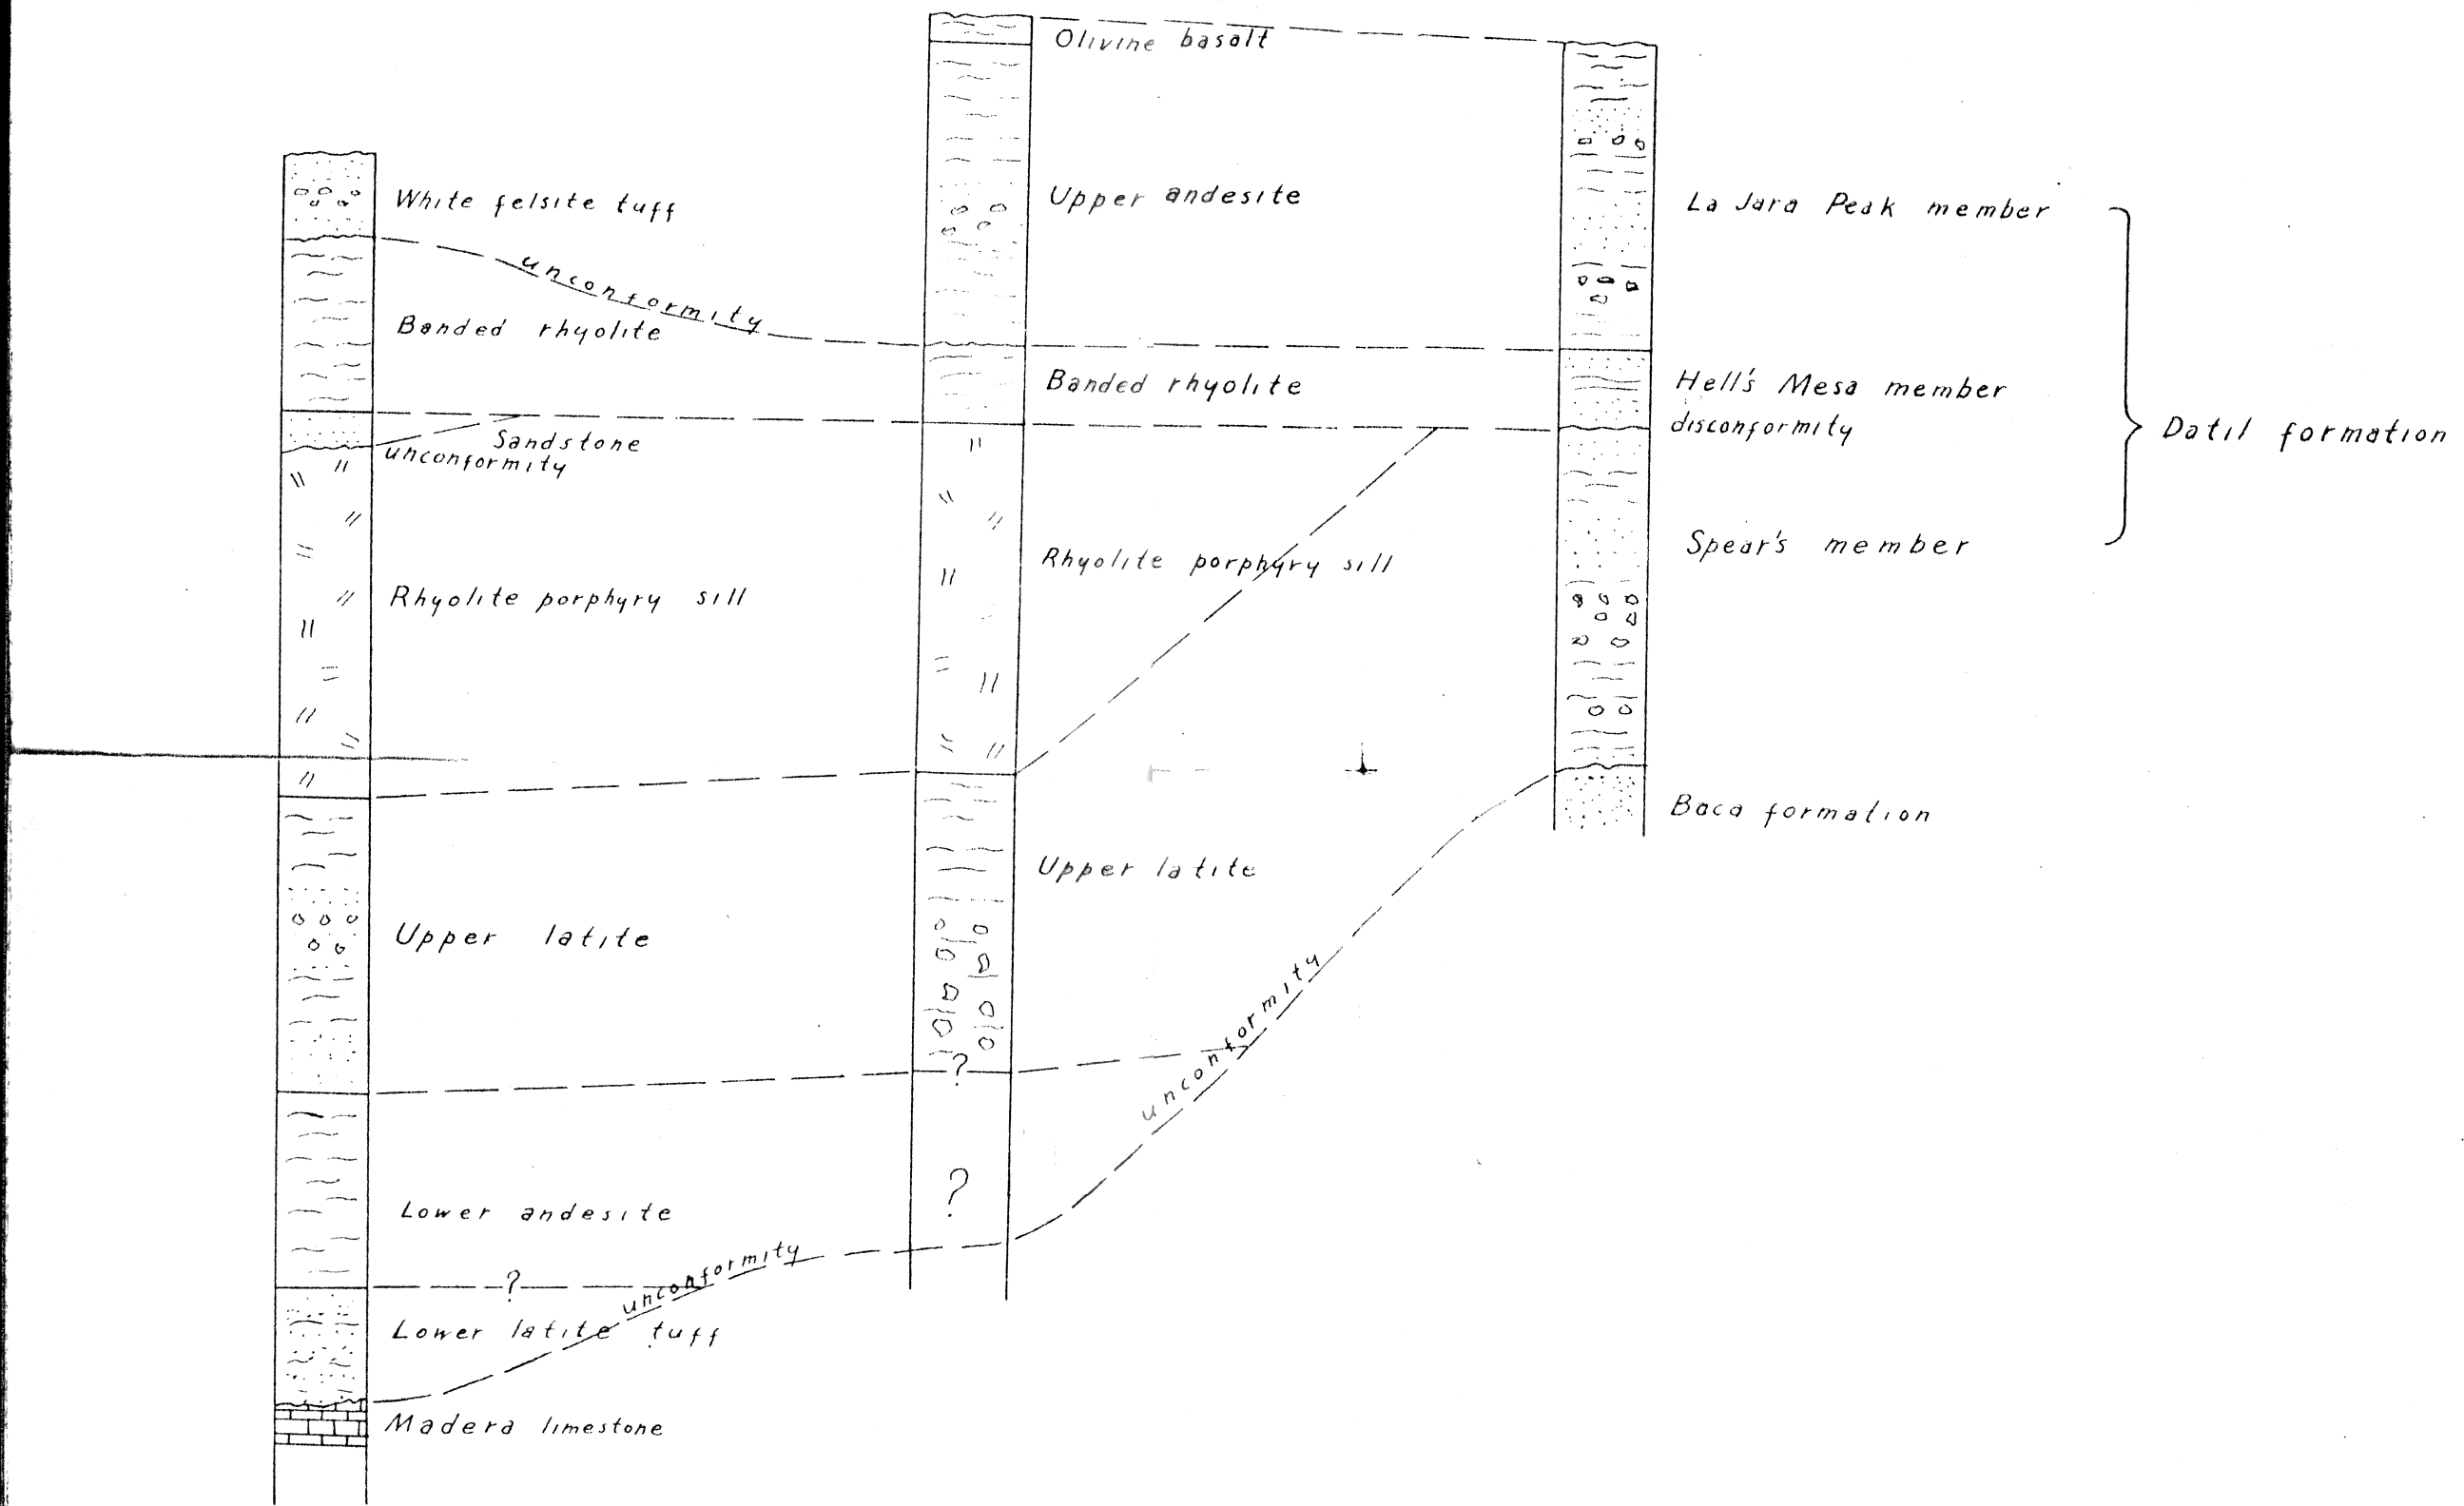 Olivine basalt
White felsite tuff
Upper andesite
La Jara Peak member
unconformity
Banded rhyolite
Banded rhyolite
Hell's Mesa member
disconformity
Datil formation
Sandstone
unconformity
Rhyolite porphyry sill
Rhyolite porphyry sill
Spear's member
Baca formation
Upper latite
Upper latite
?
unconformity
?
Lower andesite
unconformity
?
Lower latite tuff
Madera limestone